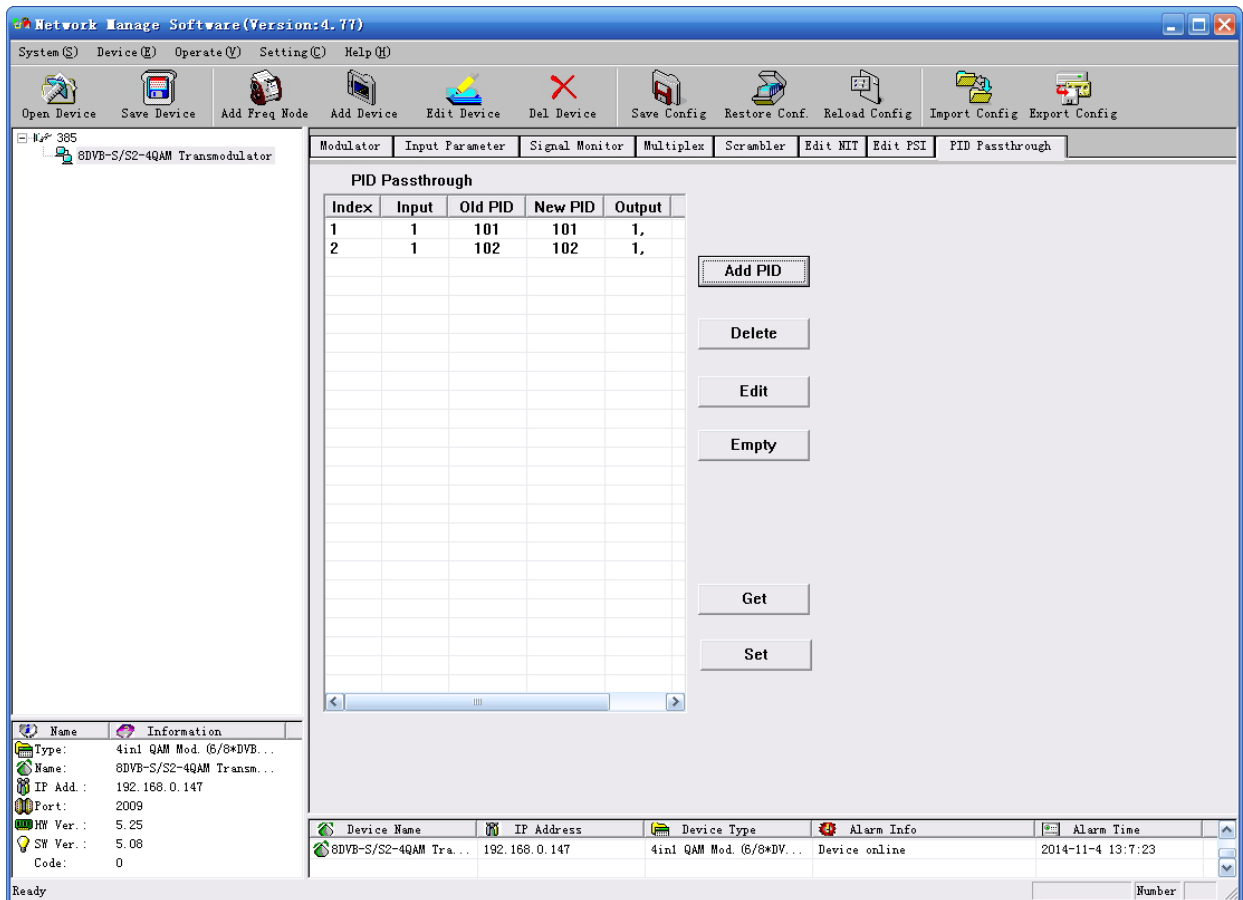 Network Manage Software(Version:4.77)
System(S) Device(E) Operate(V) Setting(C) Help(H)
Open Device Save Device Add Freq Node Add Device Edit Device Del Device Save Config Restore Conf. Reload Config Import Config Export Config
385
8DVB-S/S2-4QAM Transmodulator
Modulator Input Parameter Signal Monitor Multiplex Scrambler Edit NIT Edit PSI PID Passthrough
PID Passthrough
Index Input Old PID New PID Output
1 1 101 101 1,
2 1 102 102 1,
Add PID
Delete
Edit
Empty
Get
Set
Name Information
Type: 4in1 QAM Mod. (6/8*DVB...
Name: 8DVB-S/S2-4QAM Transm...
IP Add.: 192.168.0.147
Port: 2009
HW Ver.: 5.25
SW Ver.: 5.08
Code: 0
Device Name IP Address Device Type Alarm Info Alarm Time
8DVB-S/S2-4QAM Tra... 192.168.0.147 4in1 QAM Mod. (6/8*DV... Device online 2014-11-4 13:7:23
Ready Number